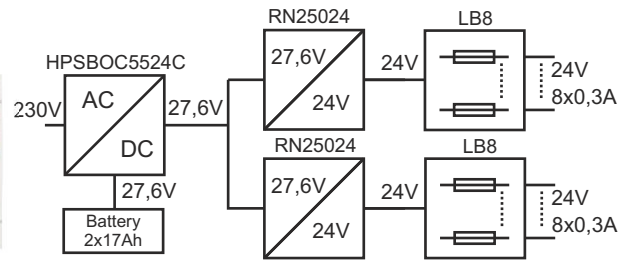 HPSBOC5524C
230V
AC
DC
27,6V
27,6V
Battery
2x17Ah
RN25024
27,6V
24V
24V
LB8
24V
8x0,3A
RN25024
27,6V
24V
24V
LB8
24V
8x0,3A